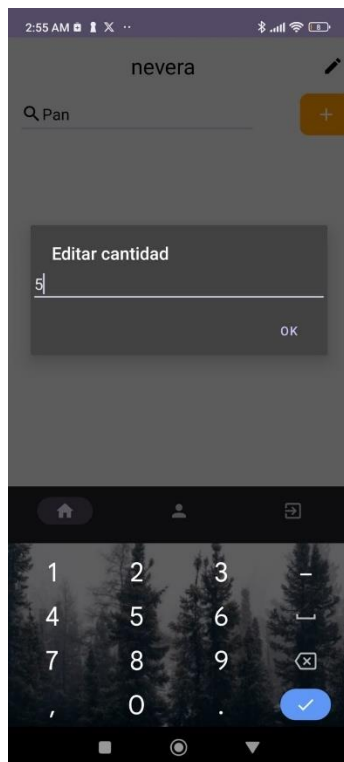 2:55 AM
nevera
Pan
+
Editar cantidad
5
OK
1 2 3 -
4 5 6
7 8 9
, 0 .